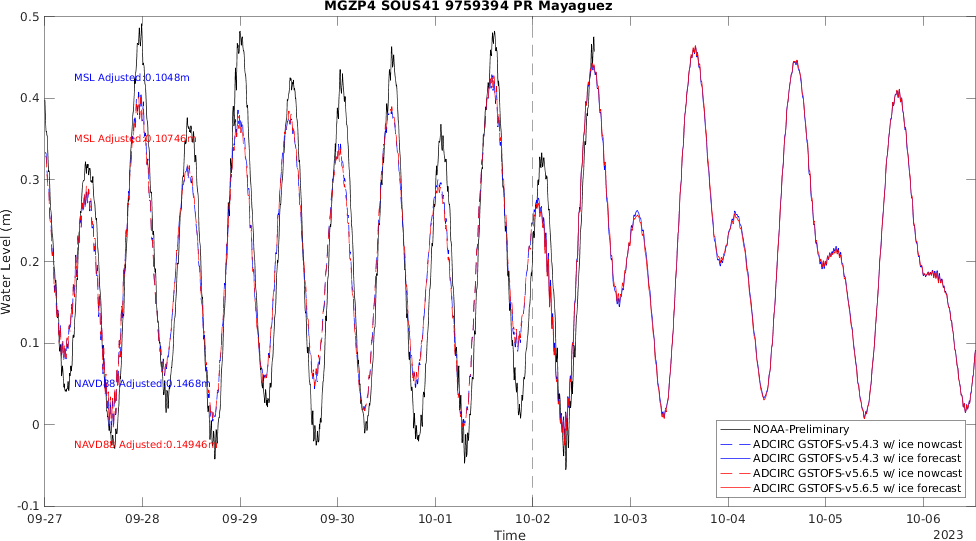 MGZP4 SOUS41 9759394 PR Mayaguez
0.5
MSL Adjusted:0.1048m
0.4
MSL Adjusted:0.10746m
0.3
Water Level (m)
0.2
0.1
NAVD88 Adjusted:0.1468m
0
NAVD88 Adjusted:0.14946m
NOAA-Preliminary
ADCIRC GSTOFS-v5.4.3 w/ ice nowcast
ADCIRC GSTOFS-v5.4.3 w/ ice forecast
ADCIRC GSTOFS-v5.6.5 w/ ice nowcast
ADCIRC GSTOFS-v5.6.5 w/ ice forecast
-0.1
09-27 09-28 09-29 09-30 10-01 10-02 10-03 10-04 10-05 10-06
Time
2023